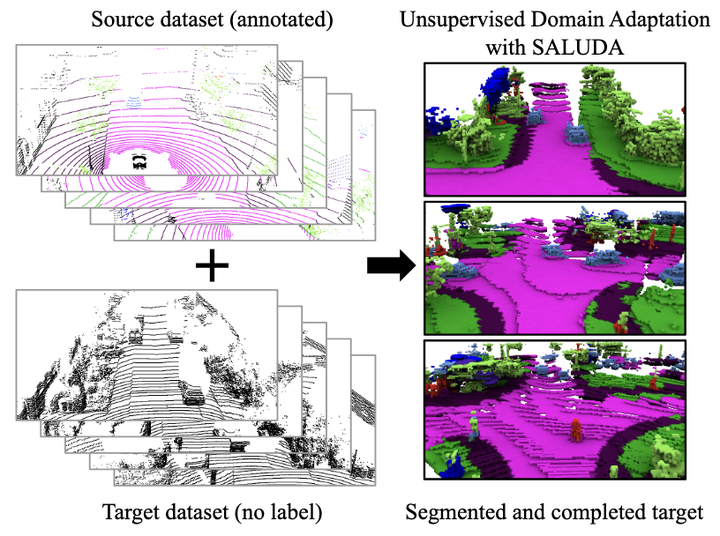 Source dataset (annotated)
Unsupervised Domain Adaptation
with SALUDA
+
Target dataset (no label)
Segmented and completed target